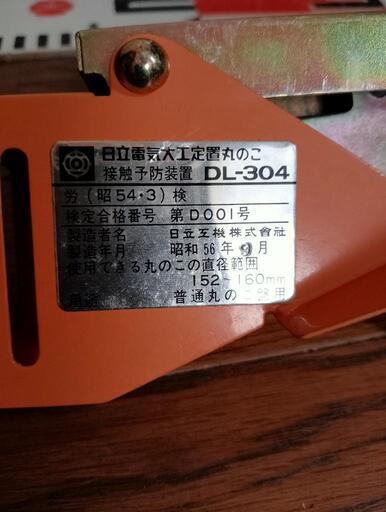 日立電気大工定置丸のこ
接触予防装置 DL-304
労(昭54・3)検
検定合格番号 第D001号
製造者名 日立工機株式會社
製造年月 昭和56年9月
使用できる丸のこの直径範囲
152~160mm
用途 普通丸のこ部用